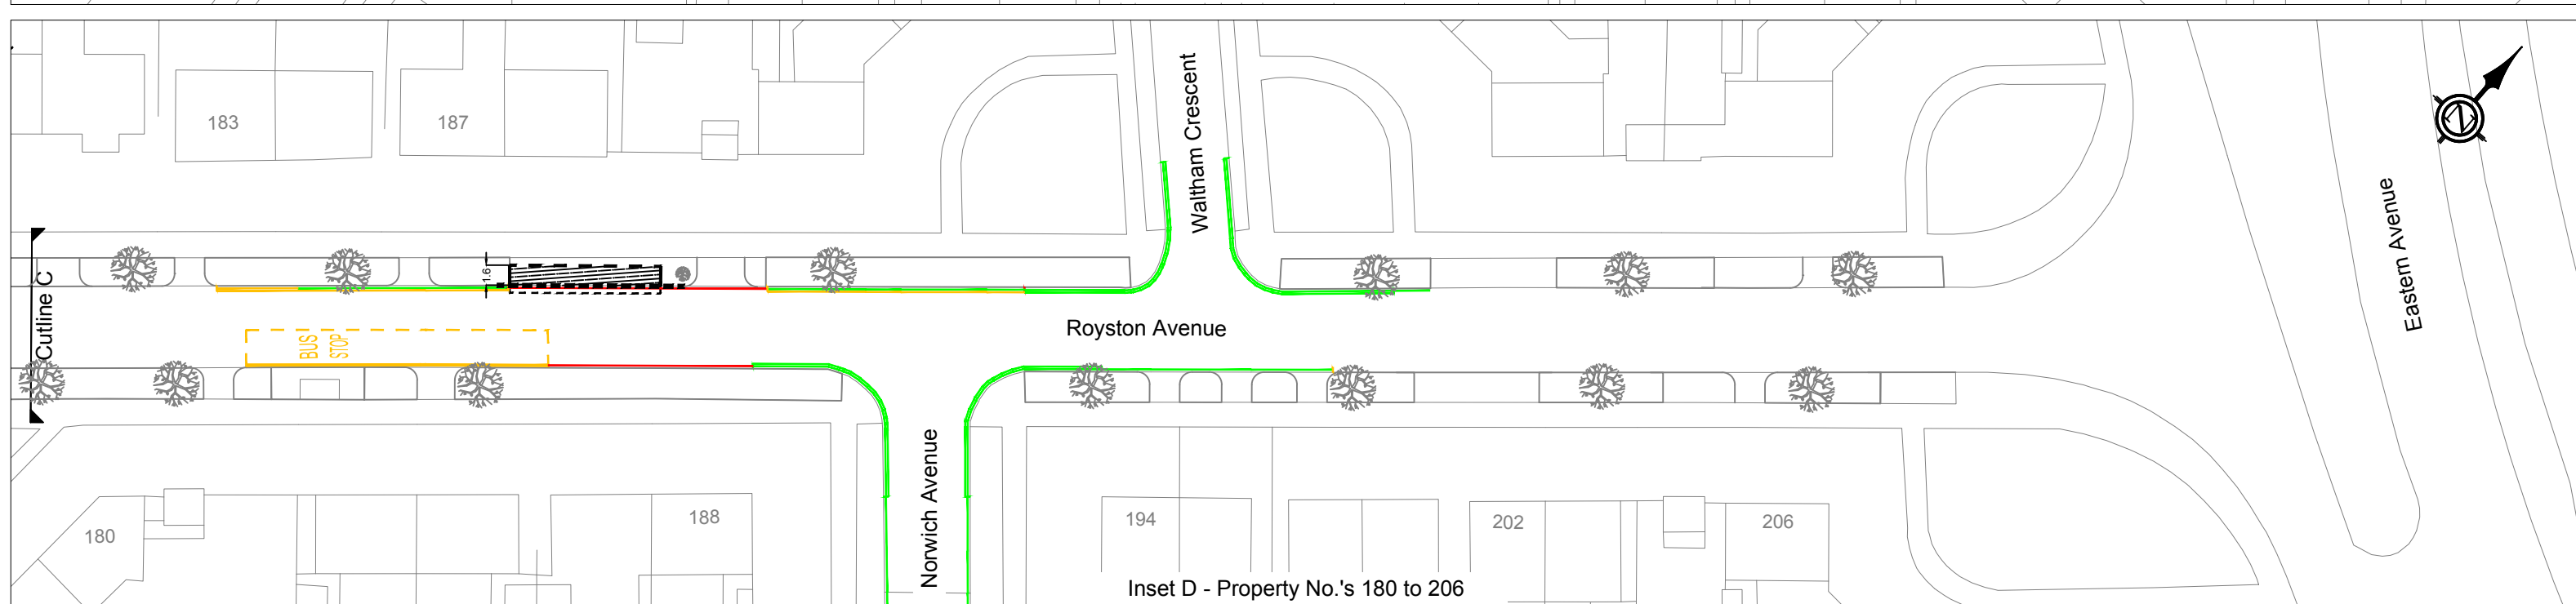 183
187
Waltham Crescent
N
Eastern Avenue
Cutline C
1.6
BUS
STOP
Royston Avenue
180
188
Norwich Avenue
194
202
206
Inset D - Property No.'s 180 to 206